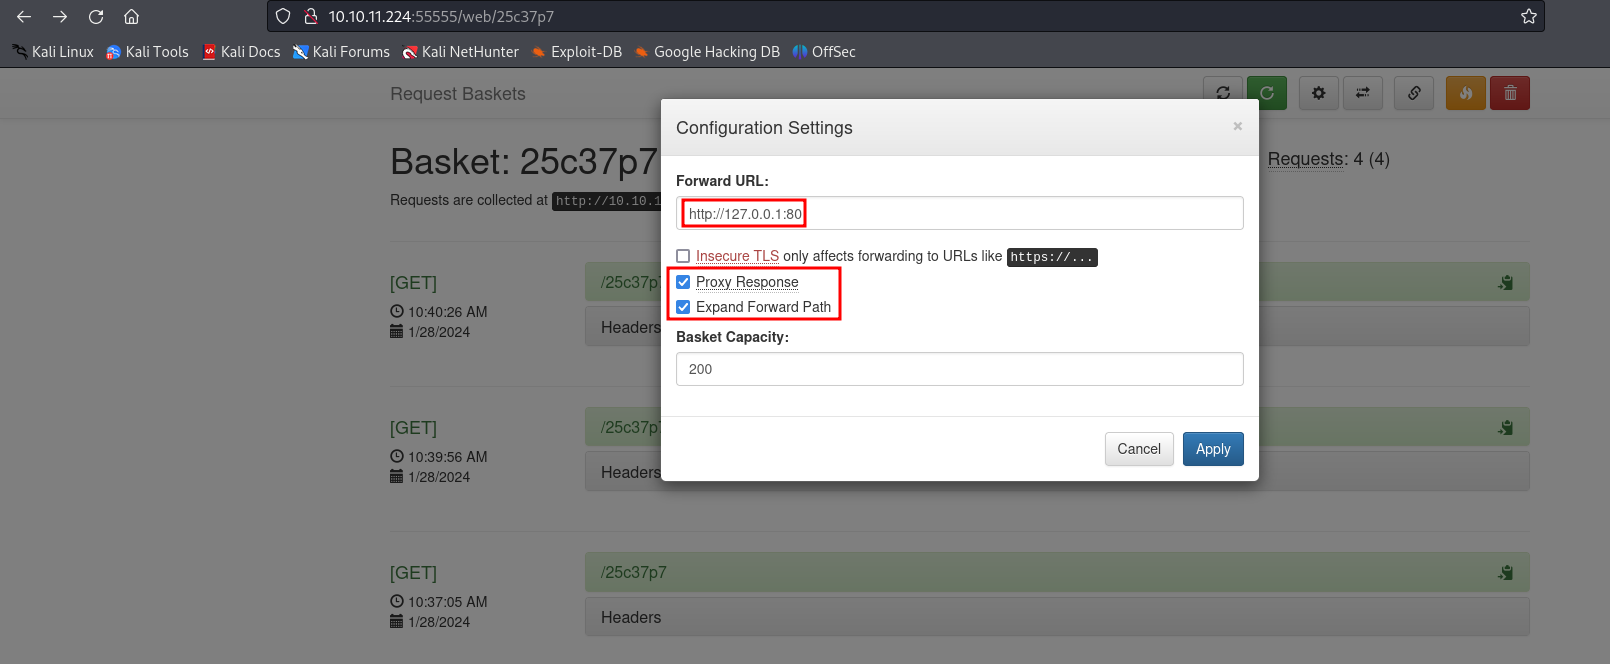 10.10.11.224:55555/web/25c37p7
Kali Linux Kali Tools Kali Docs Kali Forums Kali NetHunter Exploit-DB Google Hacking DB OffSec
Request Baskets
Configuration Settings ×
Basket: 25c37p7
Requests: 4 (4)
Requests are collected at http://10.10.1
Forward URL:
http://127.0.0.1:80
Insecure TLS only affects forwarding to URLs like https://...
Proxy Response
Expand Forward Path
Basket Capacity:
200
Cancel Apply
[GET] /25c37p7
10:40:26 AM Headers
1/28/2024
[GET] /25c37p7
10:39:56 AM
1/28/2024 Headers
[GET] /25c37p7
10:37:05 AM
1/28/2024 Headers